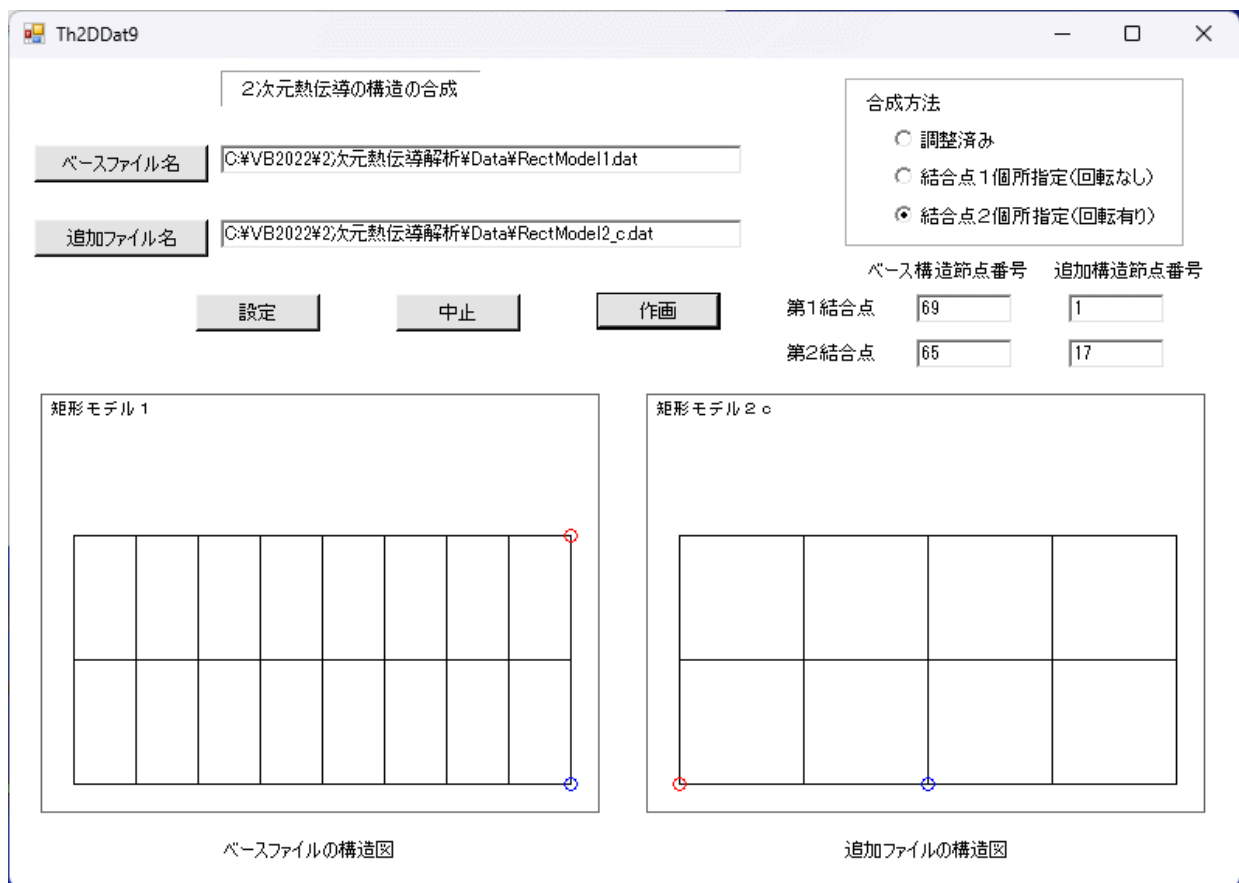 Th2DDat9
２次元熱伝導の構造の合成
合成方法
調整済み
結合点１個所指定(回転なし)
結合点２個所指定(回転有り)
ベースファイル名
C:¥VB2022¥2次元熱伝導解析¥Data¥RectModel1.dat
追加ファイル名
C:¥VB2022¥2次元熱伝導解析¥Data¥RectModel2_c.dat
ベース構造節点番号 追加構造節点番号
設定 中止 作画
第１結合点 69 1
第２結合点 65 17
矩形モデル１
矩形モデル２ｃ
ベースファイルの構造図
追加ファイルの構造図